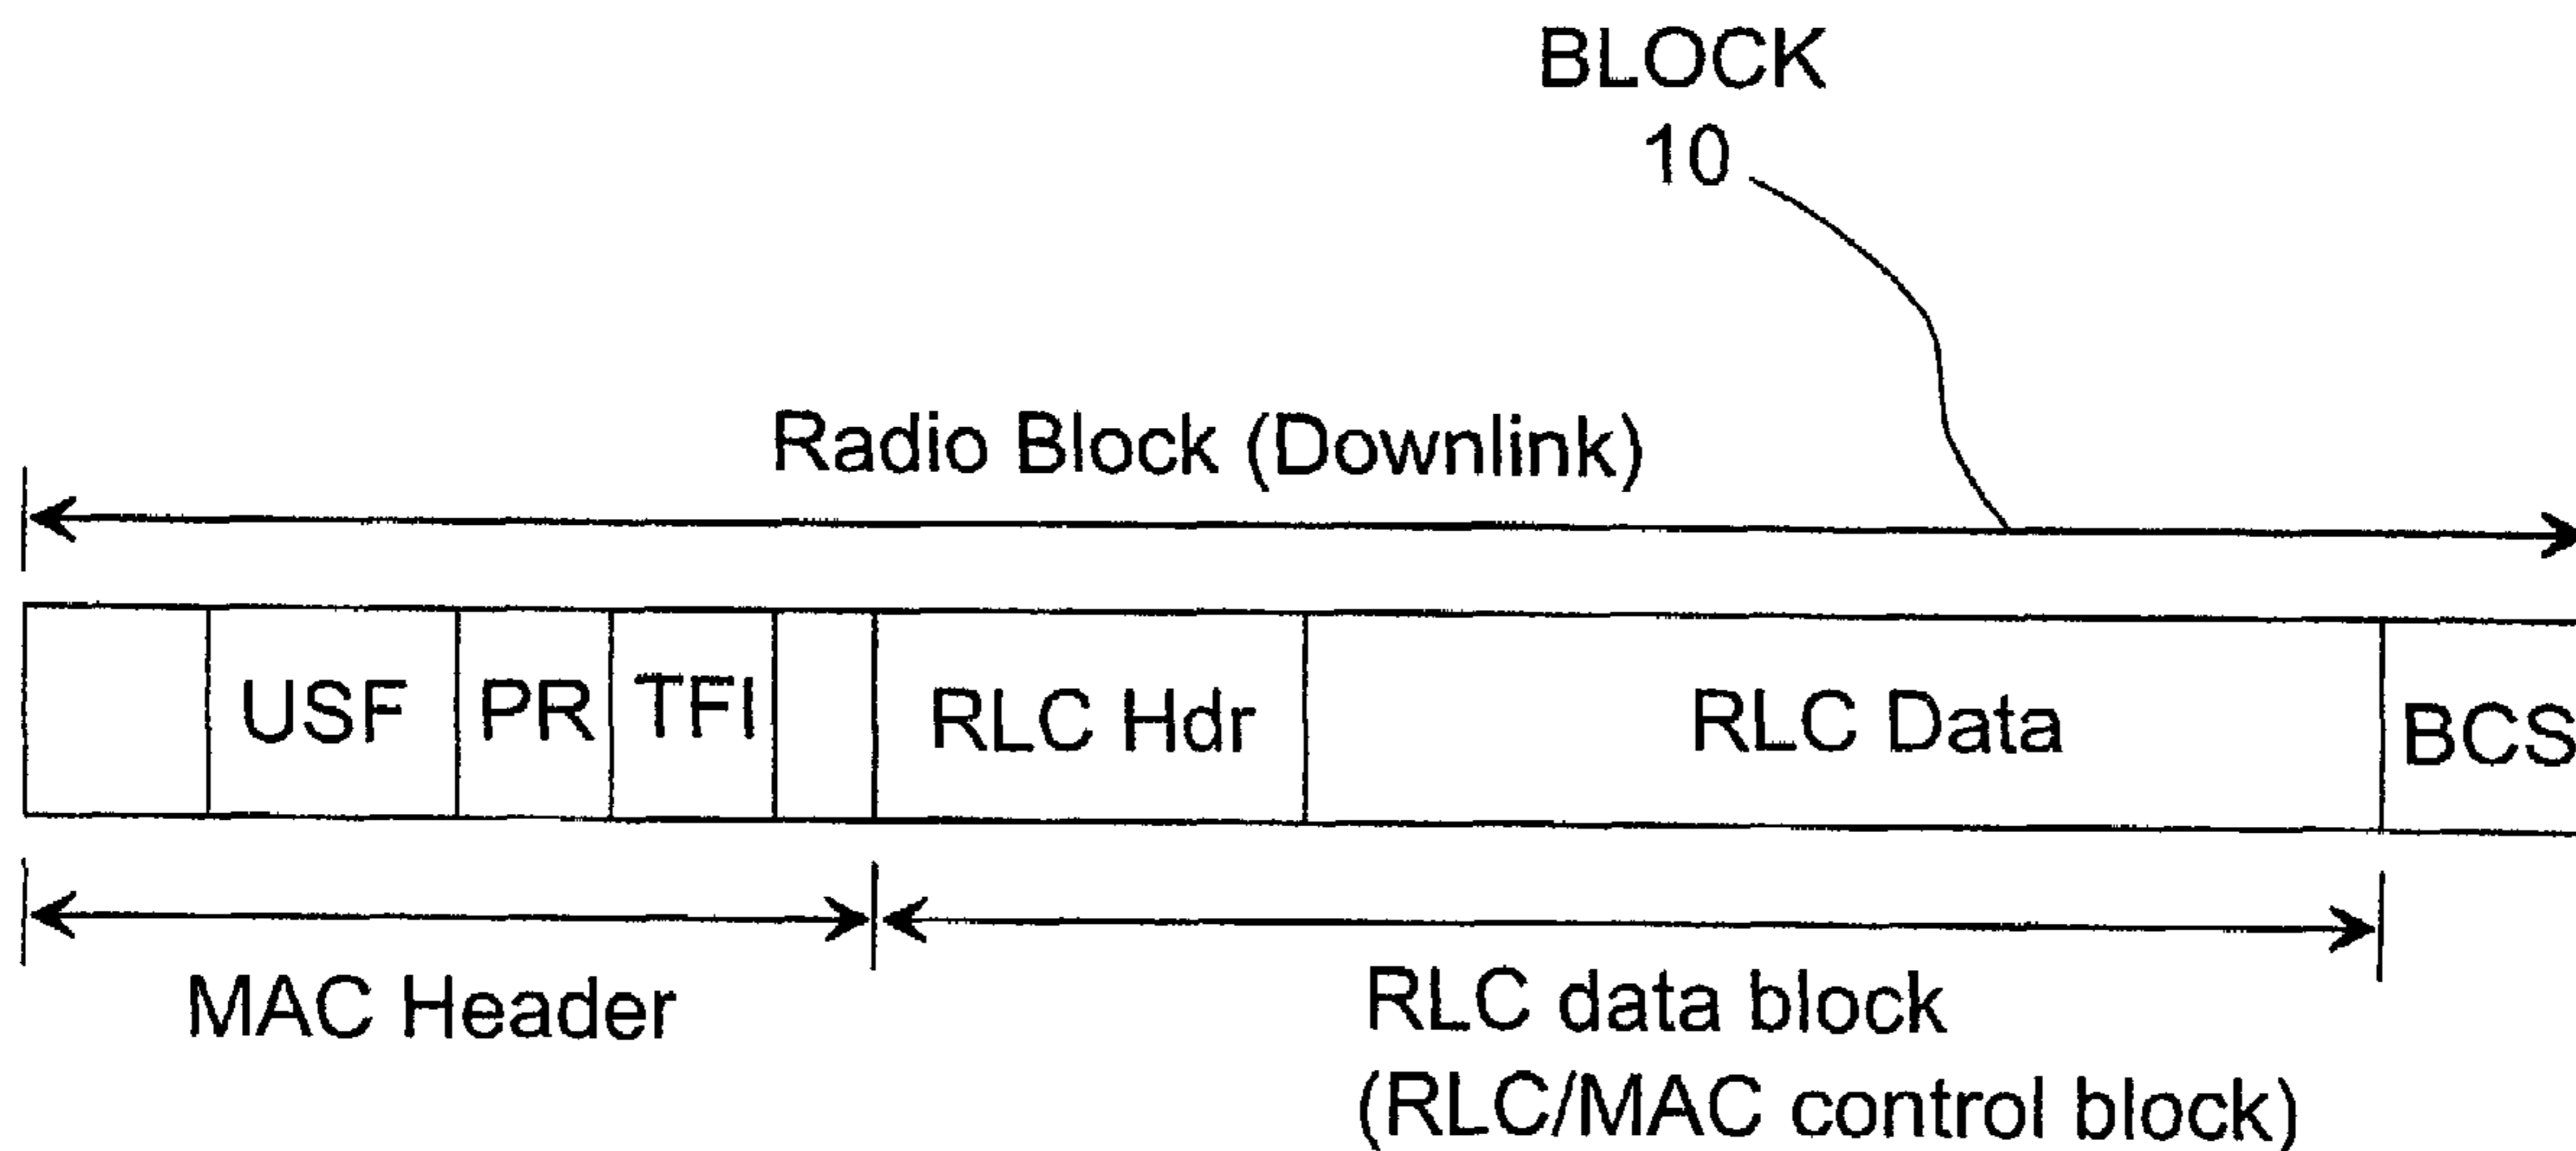 BLOCK
10
Radio Block (Downlink)
USF PR TFI RLC Hdr RLC Data BCS
MAC Header
RLC data block
(RLC/MAC control block)